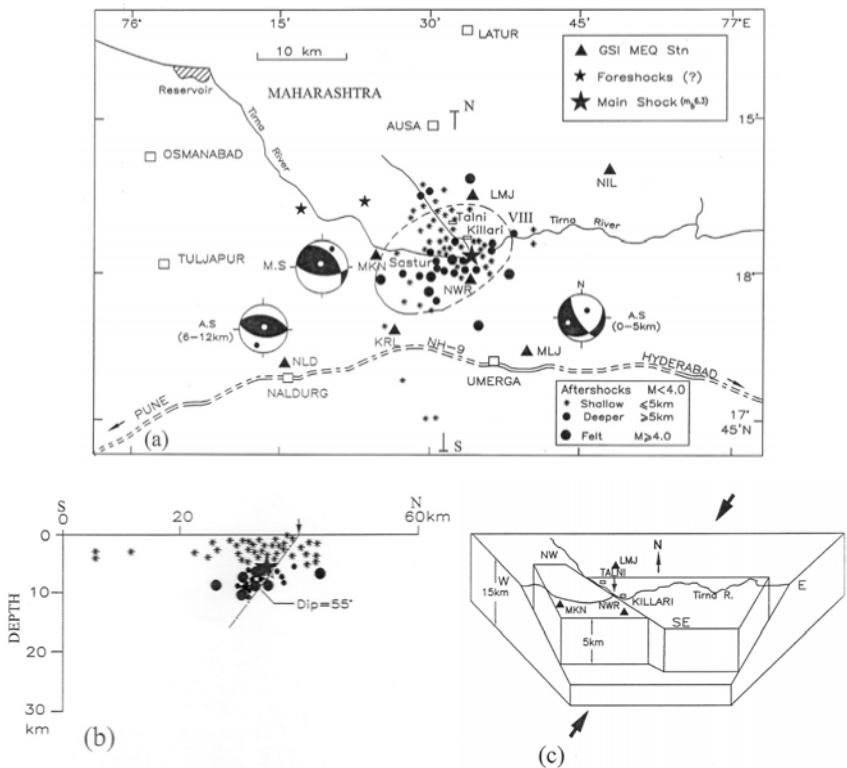 76° 15' 30' 45' 77°E
10 km
LATUR
GSI MEQ Stn
Foreshocks (?)
Main Shock (mb6.3)
Reservoir
MAHARASHTRA
N
Tirna
River
AUSA
15'
OSMANABAD
NIL
LMJ
Talni
VIII
Killari
Tirna River
TULJAPUR
M.S
MKN
Sastur
18°
NWR
N
A.S
(6-12km)
A.S
(0-5km)
KRL
NH-9
MLJ
NLD
UMERGA
HYDERABAD
NALDURG
PUNE
Aftershocks M<4.0
Shallow ⩽5km
Deeper ⩾5km
Felt M⩾4.0
17°
45'N
(a)
S
S N
0 20 60km
0
10
Dip=55°
DEPTH
20
30
km
(b)
NW
LMJ
N
TALNI
W
E
15km
KILLARI
Tirna R.
MKN
NWR
SE
5km
(c)